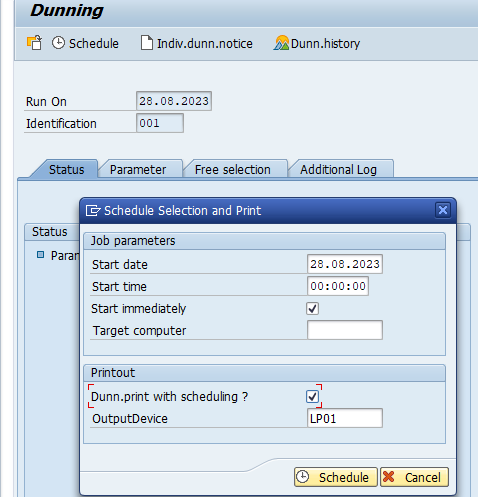 Dunning
Schedule Indiv.dunn.notice Dunn.history
Run On 28.08.2023
Identification 001
Status Parameter Free selection Additional Log
Schedule Selection and Print
Status
Job parameters
Param
Start date 28.08.2023
Start time 00:00:00
Start immediately
Target computer
Printout
Dunn.print with scheduling ?
OutputDevice LP01
Schedule Cancel